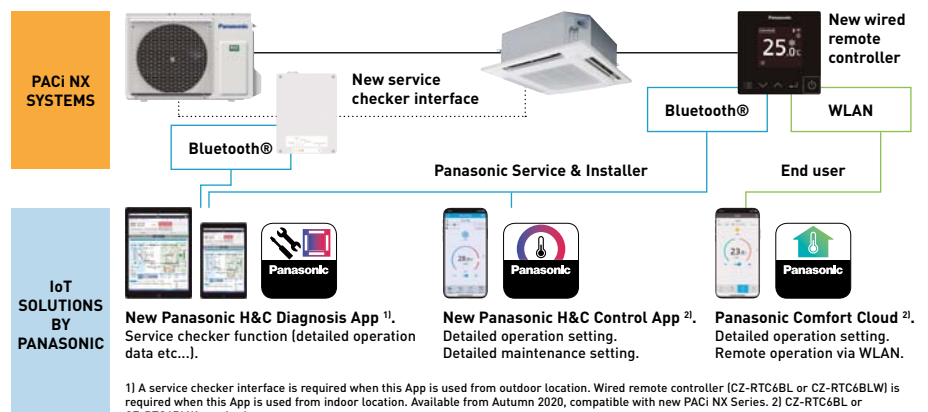 PACi NX
SYSTEMS
Panasonic
New service
checker interface
Bluetooth®
Panasonic
25.0c
New wired
remote
controller
Bluetooth®
WLAN
Panasonic Service & Installer
End user
IoT
SOLUTIONS
BY
PANASONIC
Panasonic
Panasonic
Panasonic
New Panasonic H&C Diagnosis App 1).
Service checker function (detailed operation
data etc...).
New Panasonic H&C Control App 2).
Detailed operation setting.
Detailed maintenance setting.
Panasonic Comfort Cloud 2).
Detailed operation setting.
Remote operation via WLAN.
1) A service checker interface is required when this App is used from outdoor location. Wired remote controller (CZ-RTC6BL or CZ-RTC6BLW) is
required when this App is used from indoor location. Available from Autumn 2020, compatible with new PACi NX Series. 2) CZ-RTC6BL or